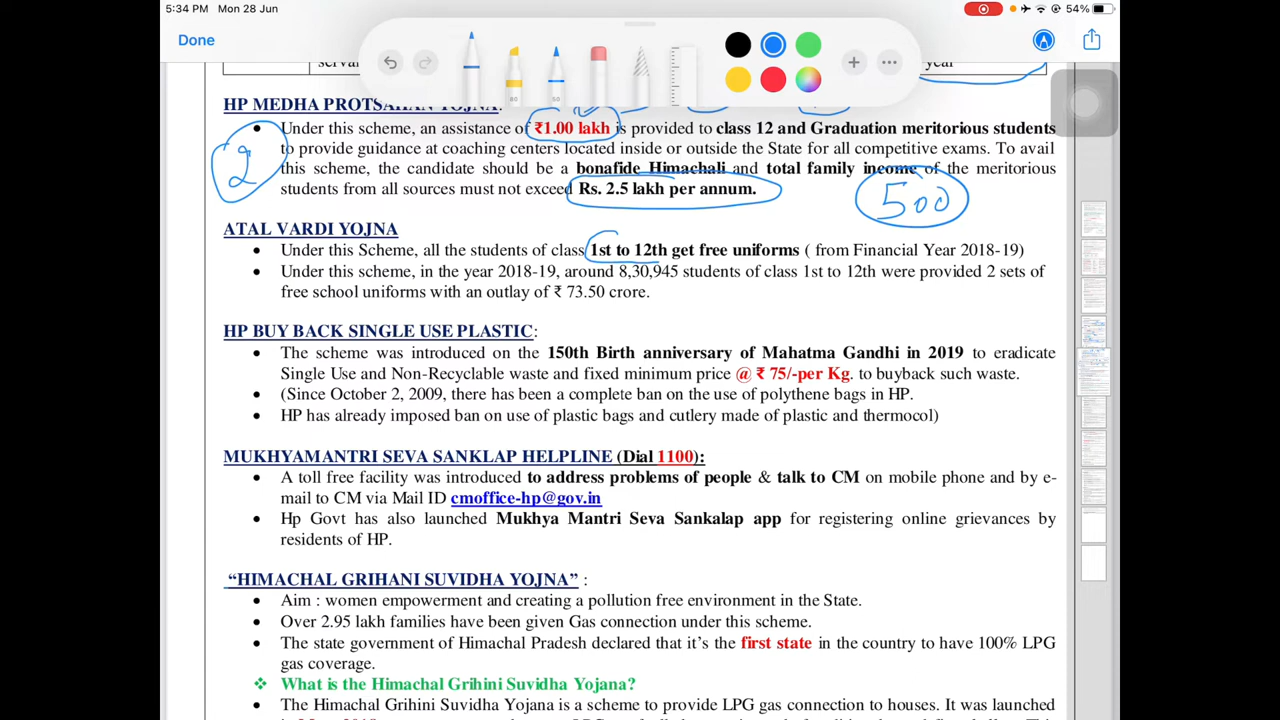 5:34 PM Mon 28 Jun
54%
Done
80
50
serva
year
HP MEDHA PROTSAHAN YOJNA:
• Under this scheme, an assistance of ₹1.00 lakh is provided to class 12 and Graduation meritorious students
to provide guidance at coaching centers located inside or outside the State for all competitive exams. To avail
this scheme, the candidate should be a bonafide Himachali and total family income of the meritorious
students from all sources must not exceed Rs. 2.5 lakh per annum.
2
500
ATAL VARDI YOJNA
• Under this Scheme, all the students of class 1st to 12th get free uniforms ( from Financial Year 2018-19)
• Under this scheme, in the year 2018-19, around 8,30,945 students of class 1st to 12th were provided 2 sets of
free school uniforms with an outlay of ₹ 73.50 crore.
HP BUY BACK SINGLE USE PLASTIC:
• The scheme was introduced on the 150th Birth anniversary of Mahatma Gandhi in 2019 to eradicate
Single Use and Non-Recycle waste and fixed minimum price @ ₹ 75/-per Kg. to buyback such waste.
• (Since October 2, 2009, there has been complete ban on the use of polythene bags in HP.
• HP has already imposed ban on use of plastic bags and cutlery made of plastic and thermocol)
MUKHYA MANTRI SEVA SANKLAP HELPLINE (Dial 1100):
• A toll free facility was introduced to address problems of people & talk to CM on mobile phone and by e-
mail to CM via Mail ID cmoffice-hp@gov.in
• Hp Govt has also launched Mukhya Mantri Seva Sankalap app for registering online grievances by
residents of HP.
“HIMACHAL GRIHANI SUVIDHA YOJNA” :
• Aim : women empowerment and creating a pollution free environment in the State.
• Over 2.95 lakh families have been given Gas connection under this scheme.
• The state government of Himachal Pradesh declared that it’s the first state in the country to have 100% LPG
gas coverage.
❖ What is the Himachal Grihini Suvidha Yojana?
• The Himachal Grihini Suvidha Yojana is a scheme to provide LPG gas connection to houses. It was launched